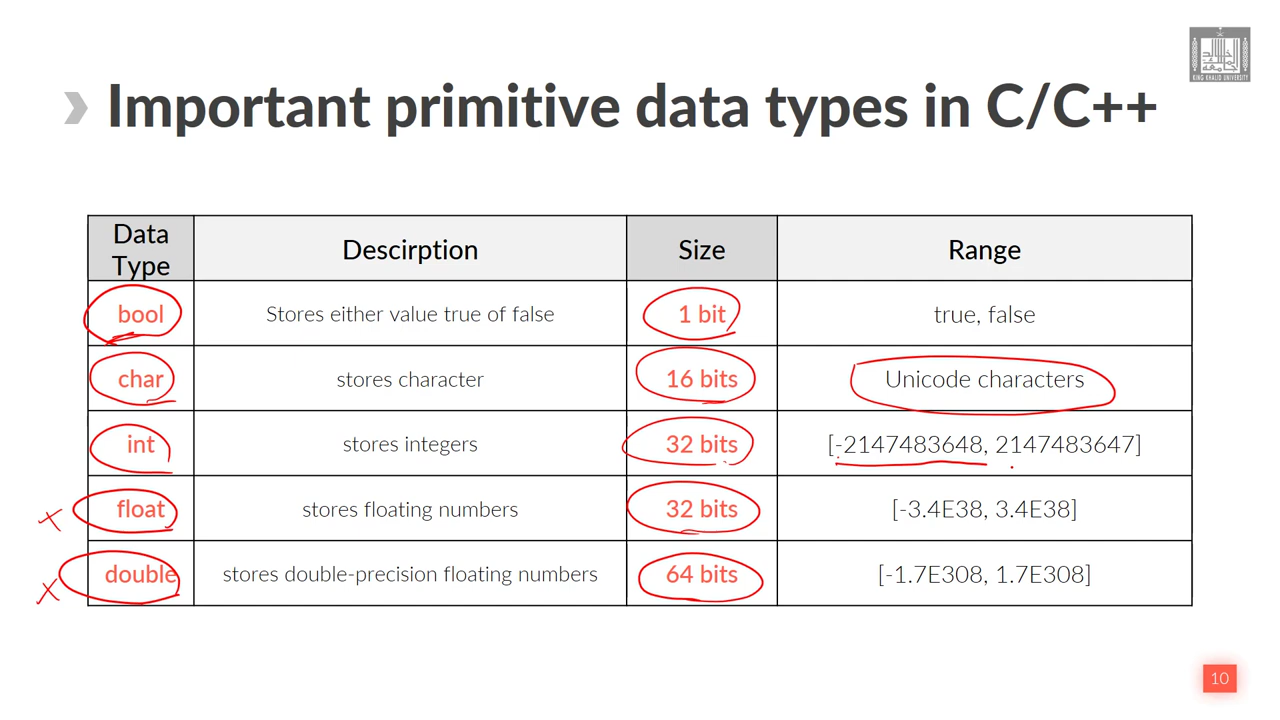 KING KHALID UNIVERSITY
Important primitive data types in C/C++
Data Type
Descirption
Size
Range
bool
Stores either value true of false
1 bit
true, false
char
stores character
16 bits
Unicode characters
int
stores integers
32 bits
[-2147483648, 2147483647]
float
stores floating numbers
32 bits
[-3.4E38, 3.4E38]
double
stores double-precision floating numbers
64 bits
[-1.7E308, 1.7E308]
10